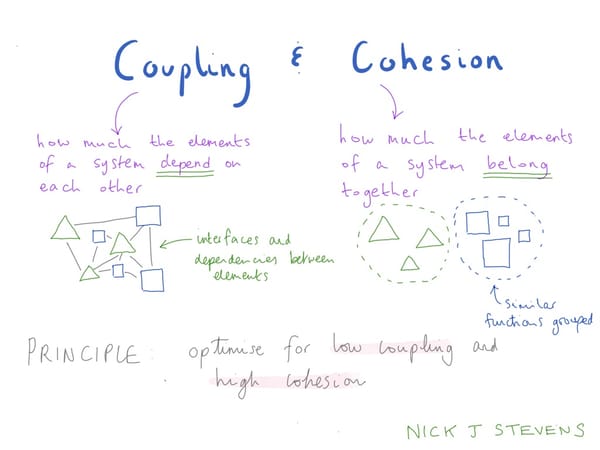 Coupling & Cohesion
how much the elements
of a system depend on
each other
how much the elements
of a system belong
together
interfaces and
dependencies between
elements
similar
functions grouped
PRINCIPLE: optimise for low coupling and
high cohesion
NICK J STEVENS